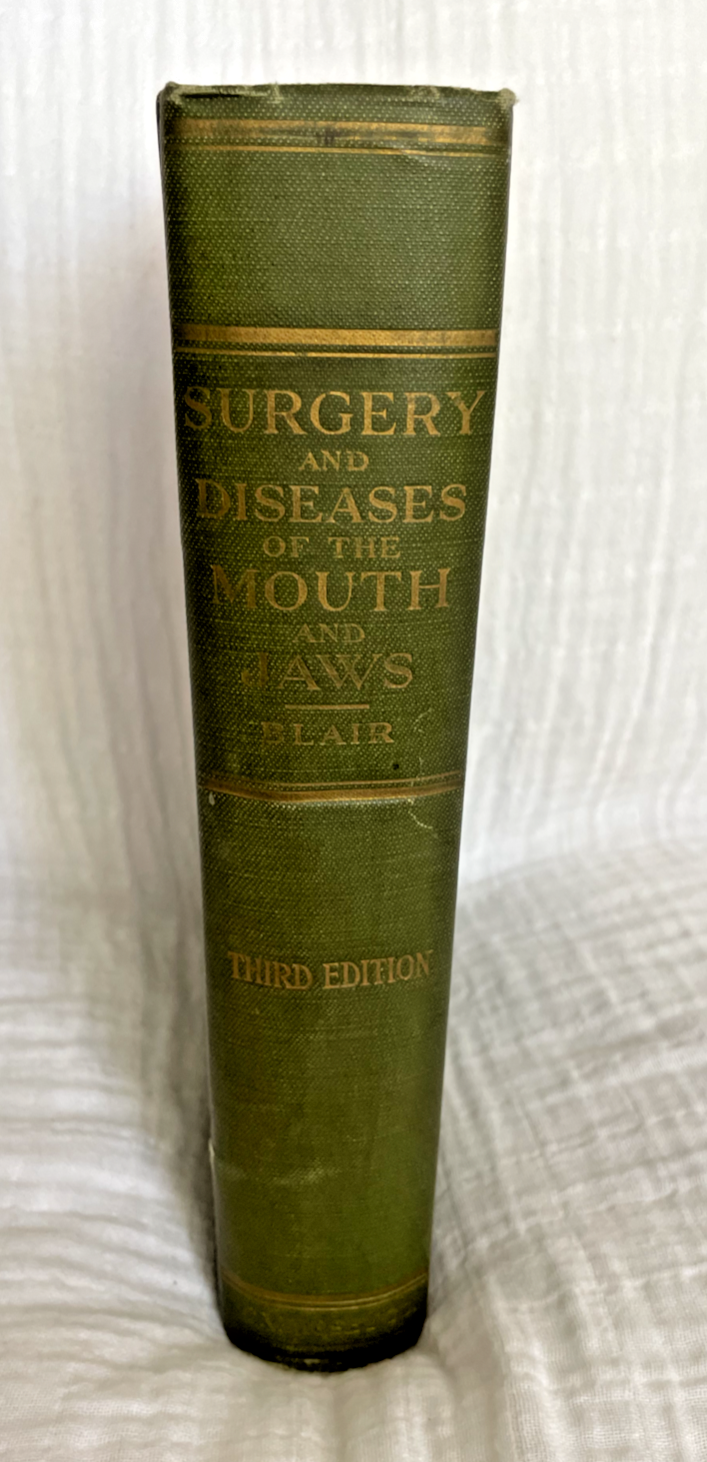 SURGERY
AND
DISEASES
OF THE
MOUTH
AND
JAWS
BLAIR
THIRD EDITION